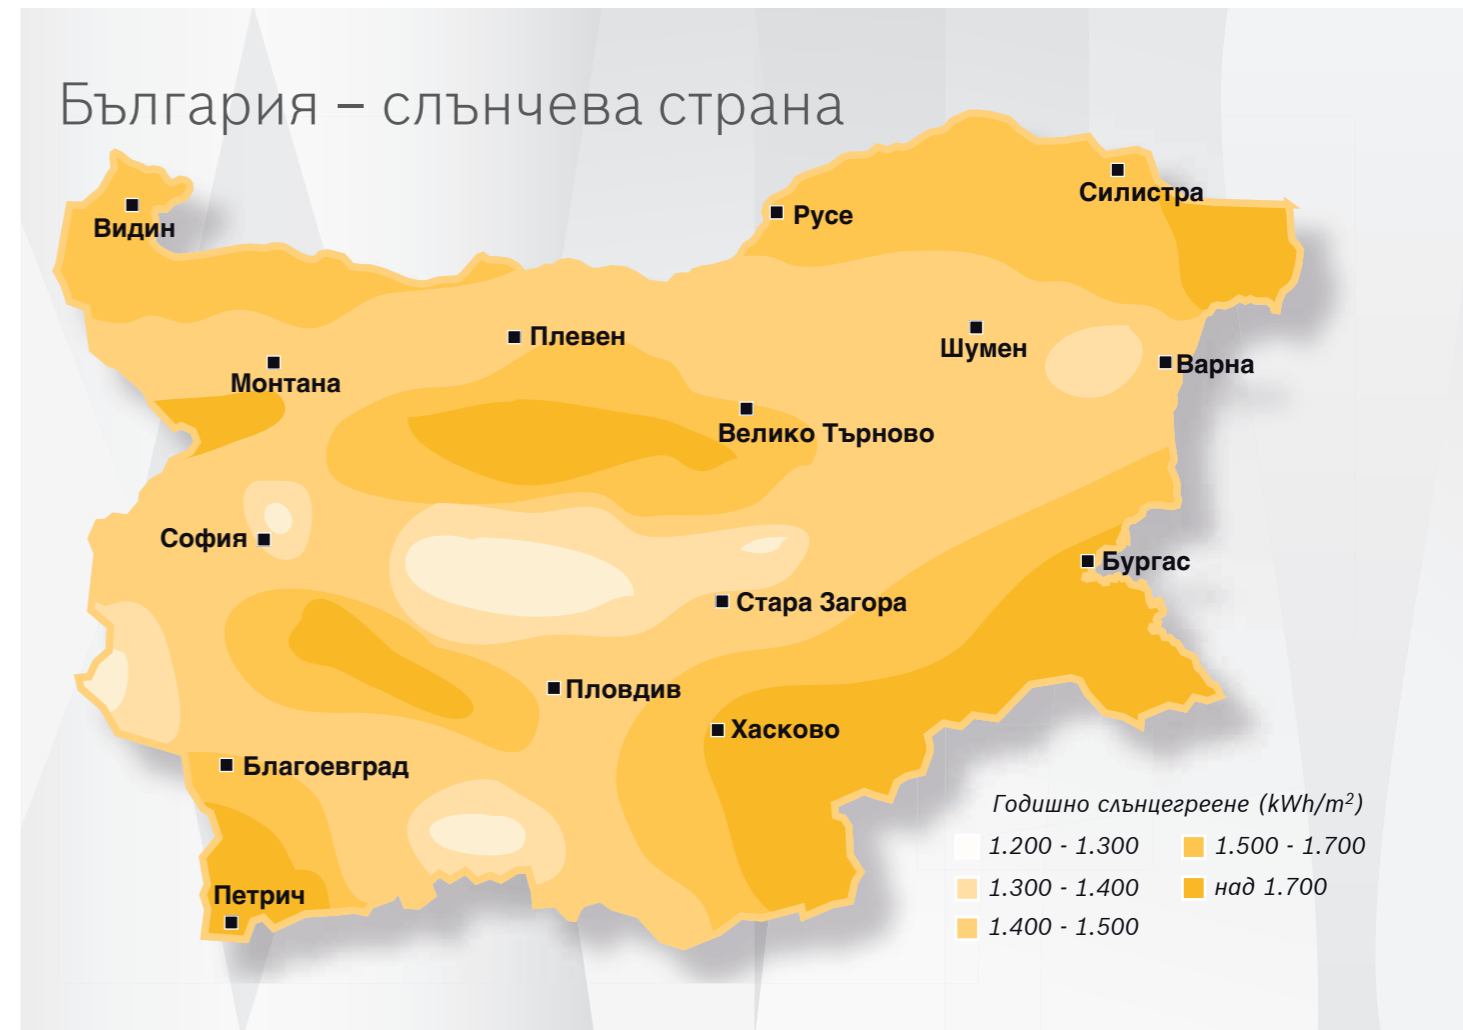 България – слънчева страна
Силистра
Видин
Русе
Плевен
Шумен
Варна
Монтана
Велико Търново
София
Бургас
Стара Загора
Пловдив
Хасково
Благоевград
Петрич
Годишно слънцегреене (kWh/m²)
1.200 - 1.300
1.500 - 1.700
1.300 - 1.400
над 1.700
1.400 - 1.500